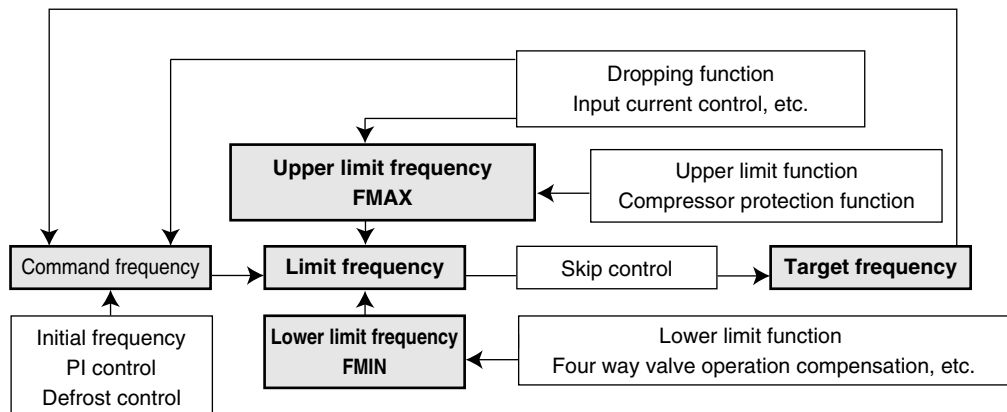 Dropping function
Input current control, etc.
Upper limit frequency
FMAX
Upper limit function
Compressor protection function
Command frequency
Limit frequency
Skip control
Target frequency
Initial frequency
PI control
Defrost control
Lower limit frequency
FMIN
Lower limit function
Four way valve operation compensation, etc.